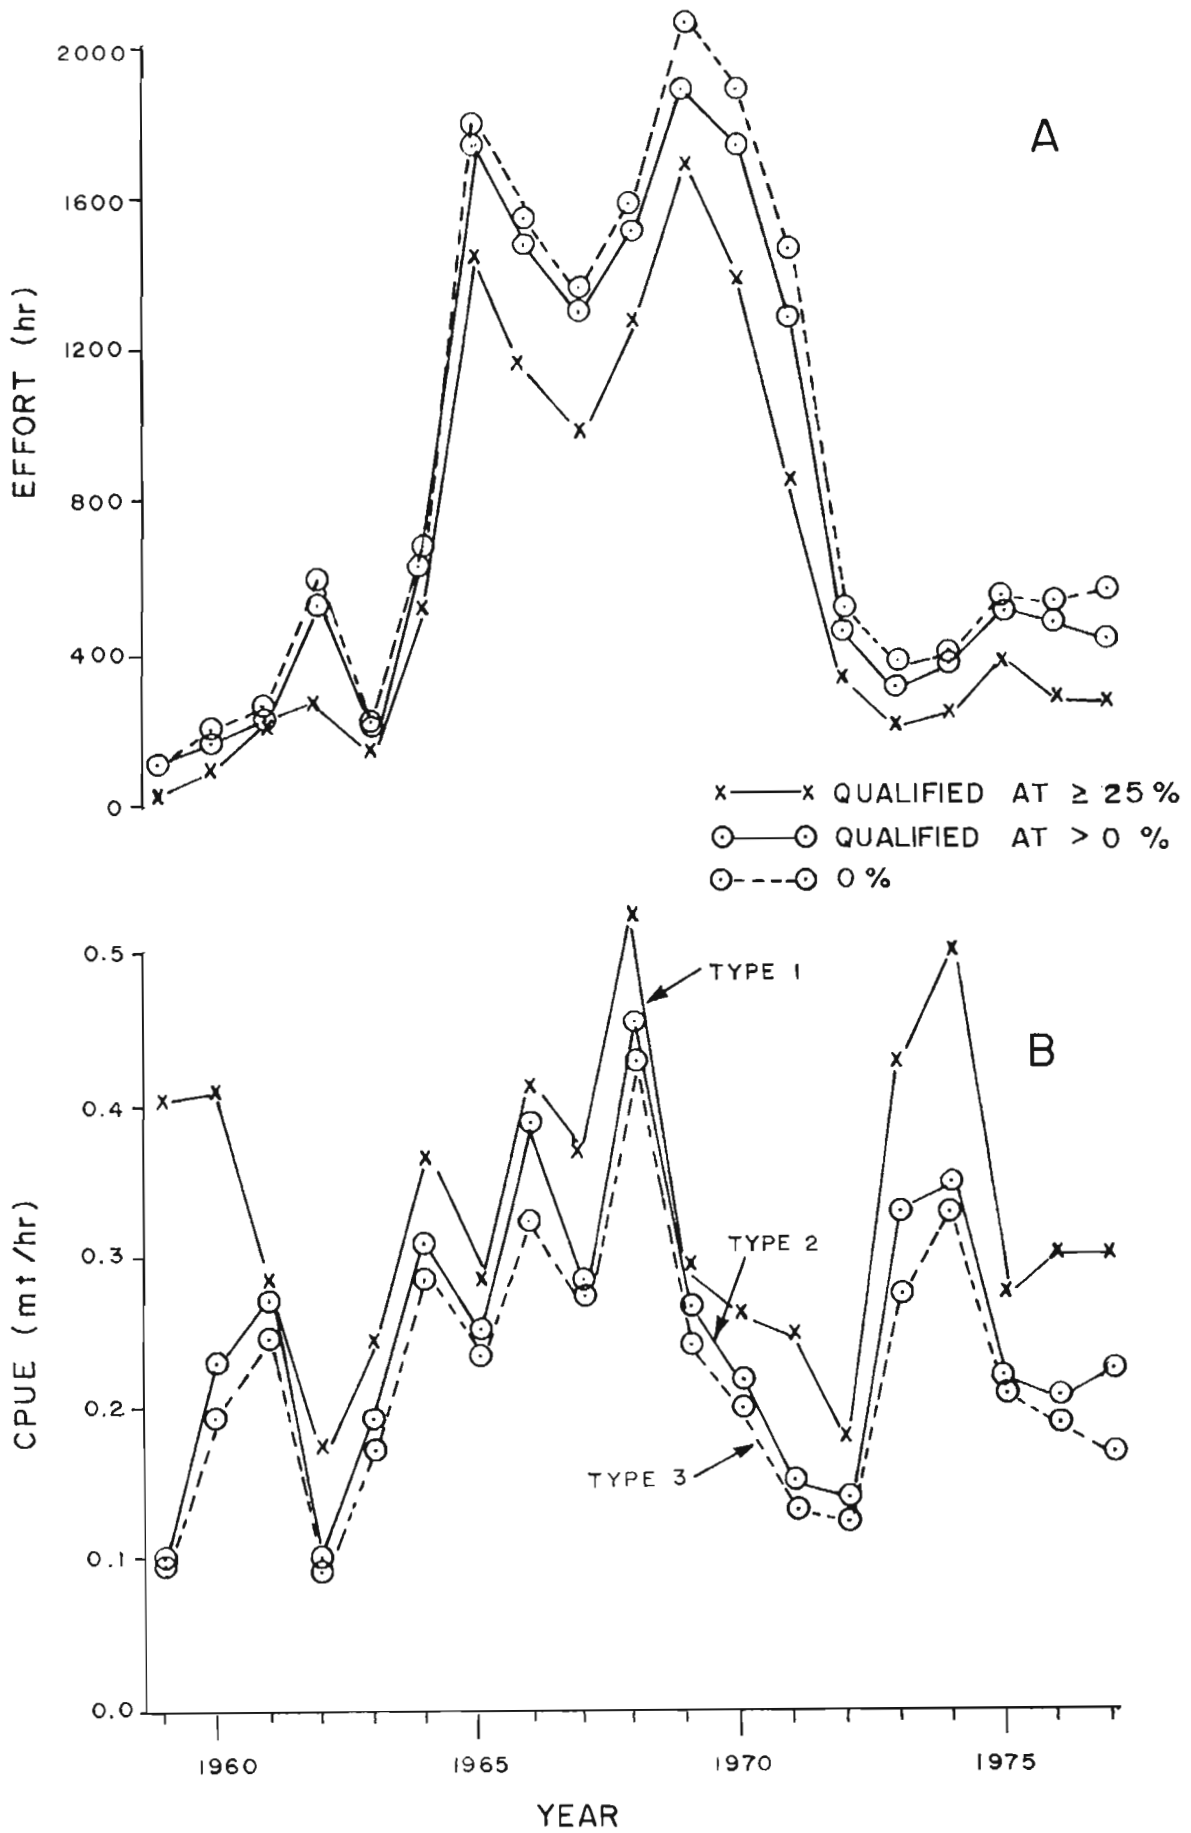 2000
A
1600
EFFORT (hr)
1200
800
400
0
x——x QUALIFIED AT ≥ 25%
⊙——⊙ QUALIFIED AT > 0 %
⊙----⊙ 0%
0.5
TYPE 1
B
0.4
CPUE (mt/hr)
0.3
TYPE 2
0.2
TYPE 3
0.1
0.0
1960 1965 1970 1975
YEAR